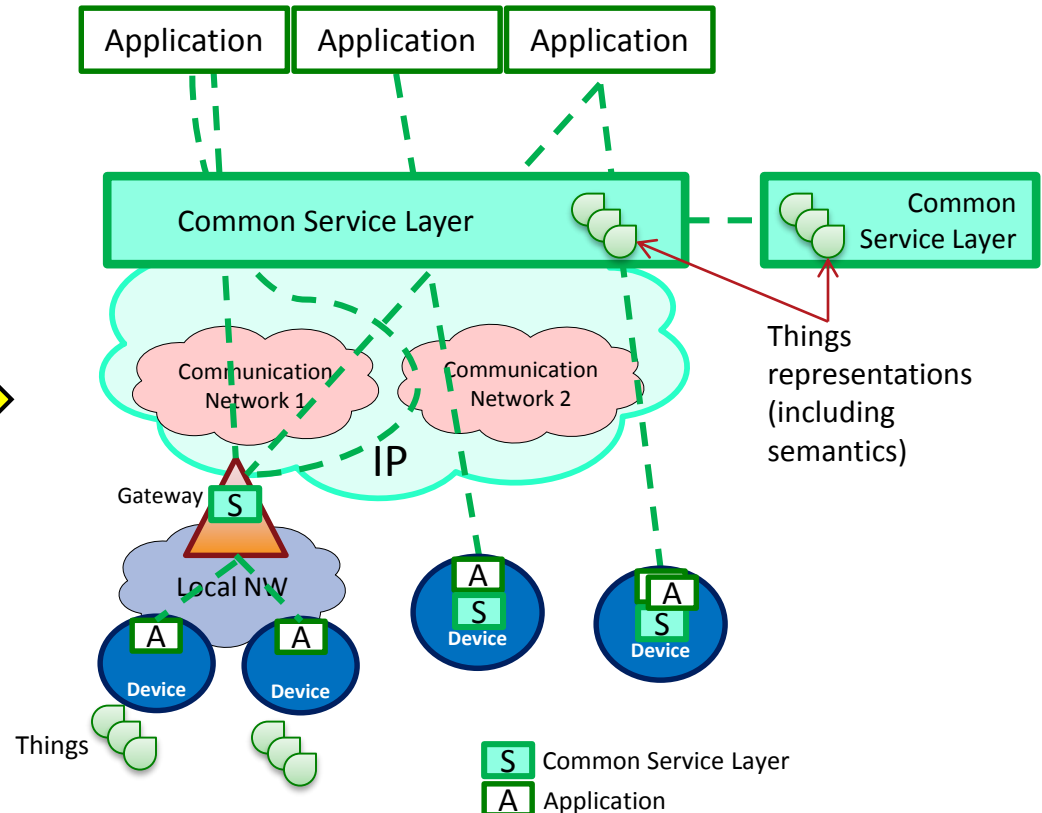 Application
Application
Application
Common Service Layer
Common
Service Layer
Things
representations
(including
semantics)
Communication
Network 1
Communication
Network 2
IP
Gateway
S
Local NW
A
A
Device
Device
A
S
Device
A
S
Device
Things
S Common Service Layer
A Application